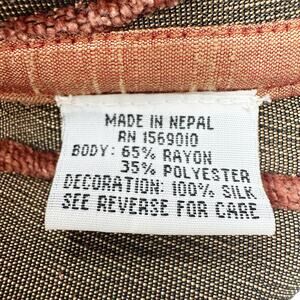 MADE IN NEPAL
RN 1569010
BODY: 65% RAYON
35% POLYESTER
DECORATION: 100% SILK
SEE REVERSE FOR CARE